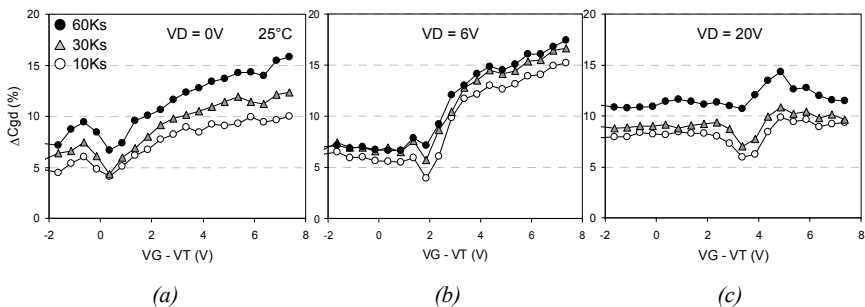 60Ks
30Ks
10Ks
VD = 0V 25°C
ΔCgd (%)
20
15
10
5
0
-2 0 2 4 6 8
VG - VT (V)
(a)
VD = 6V
20
15
10
5
0
-2 0 2 4 6 8
VG - VT (V)
(b)
VD = 20V
20
15
10
5
0
-2 0 2 4 6 8
VG - VT (V)
(c)